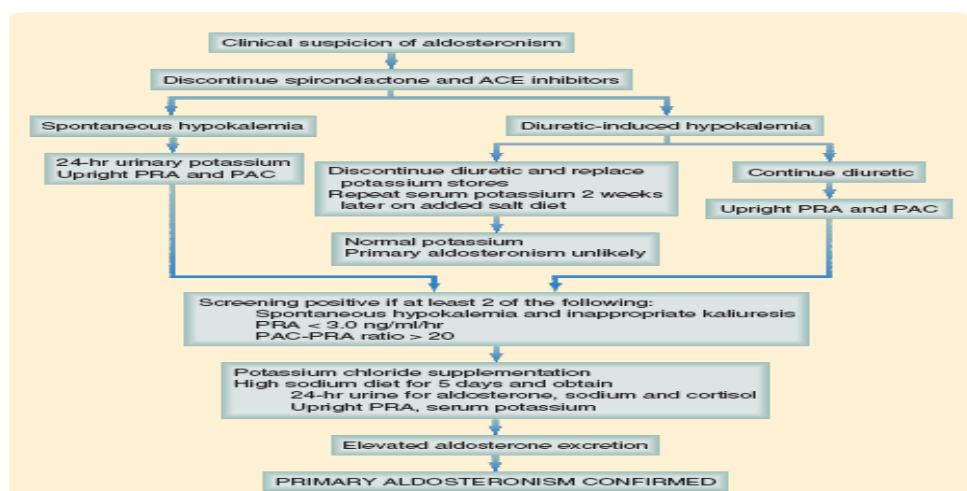 Clinical suspicion of aldosteronism
Discontinue spironolactone and ACE inhibitors
Spontaneous hypokalemia
Diuretic-induced hypokalemia
24-hr urinary potassium
Upright PRA and PAC
Discontinue diuretic and replace
potassium stores
Repeat serum potassium 2 weeks
later on added salt diet
Continue diuretic
Upright PRA and PAC
Normal potassium
Primary aldosteronism unlikely
Screening positive if at least 2 of the following:
Spontaneous hypokalemia and inappropriate kaliuresis
PRA < 3.0 ng/ml/hr
PAC-PRA ratio > 20
Potassium chloride supplementation
High sodium diet for 5 days and obtain
24-hr urine for aldosterone, sodium and cortisol
Upright PRA, serum potassium
Elevated aldosterone excretion
PRIMARY ALDOSTERONISM CONFIRMED